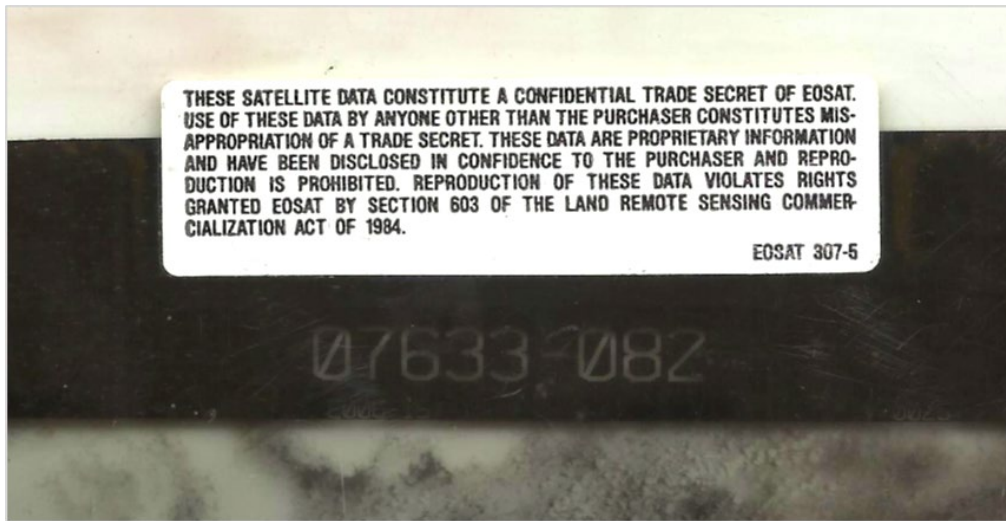 THESE SATELLITE DATA CONSTITUTE A CONFIDENTIAL TRADE SECRET OF EOSAT.
USE OF THESE DATA BY ANYONE OTHER THAN THE PURCHASER CONSTITUTES MIS-
APPROPRIATION OF A TRADE SECRET. THESE DATA ARE PROPRIETARY INFORMATION
AND HAVE BEEN DISCLOSED IN CONFIDENCE TO THE PURCHASER AND REPRO-
DUCTION IS PROHIBITED. REPRODUCTION OF THESE DATA VIOLATES RIGHTS
GRANTED EOSAT BY SECTION 603 OF THE LAND REMOTE SENSING COMMER-
CIALIZATION ACT OF 1984.
EOSAT 307-5
07633-082